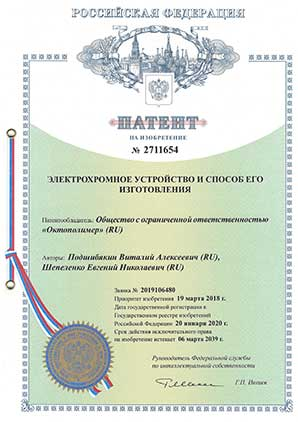 РОССИЙСКАЯ ФЕДЕРАЦИЯ
ПАТЕНТ
НА ИЗОБРЕТЕНИЕ
№ 2711654
ЭЛЕКТРОХРОМНОЕ УСТРОЙСТВО И СПОСОБ ЕГО
ИЗГОТОВЛЕНИЯ
Патентообладатель: Общество с ограниченной ответственностью
«Октополимер» (RU)
Авторы: Подшибякин Виталий Алексеевич (RU),
Шепеленко Евгений Николаевич (RU)
Заявка № 2019106480
Приоритет изобретения 19 марта 2018 г.
Дата государственной регистрации в
Государственном реестре изобретений
Российской Федерации 20 января 2020 г.
Срок действия исключительного права
на изобретение истекает 06 марта 2039 г.
Руководитель Федеральной службы
по интеллектуальной собственности
Г.П. Ивлиев